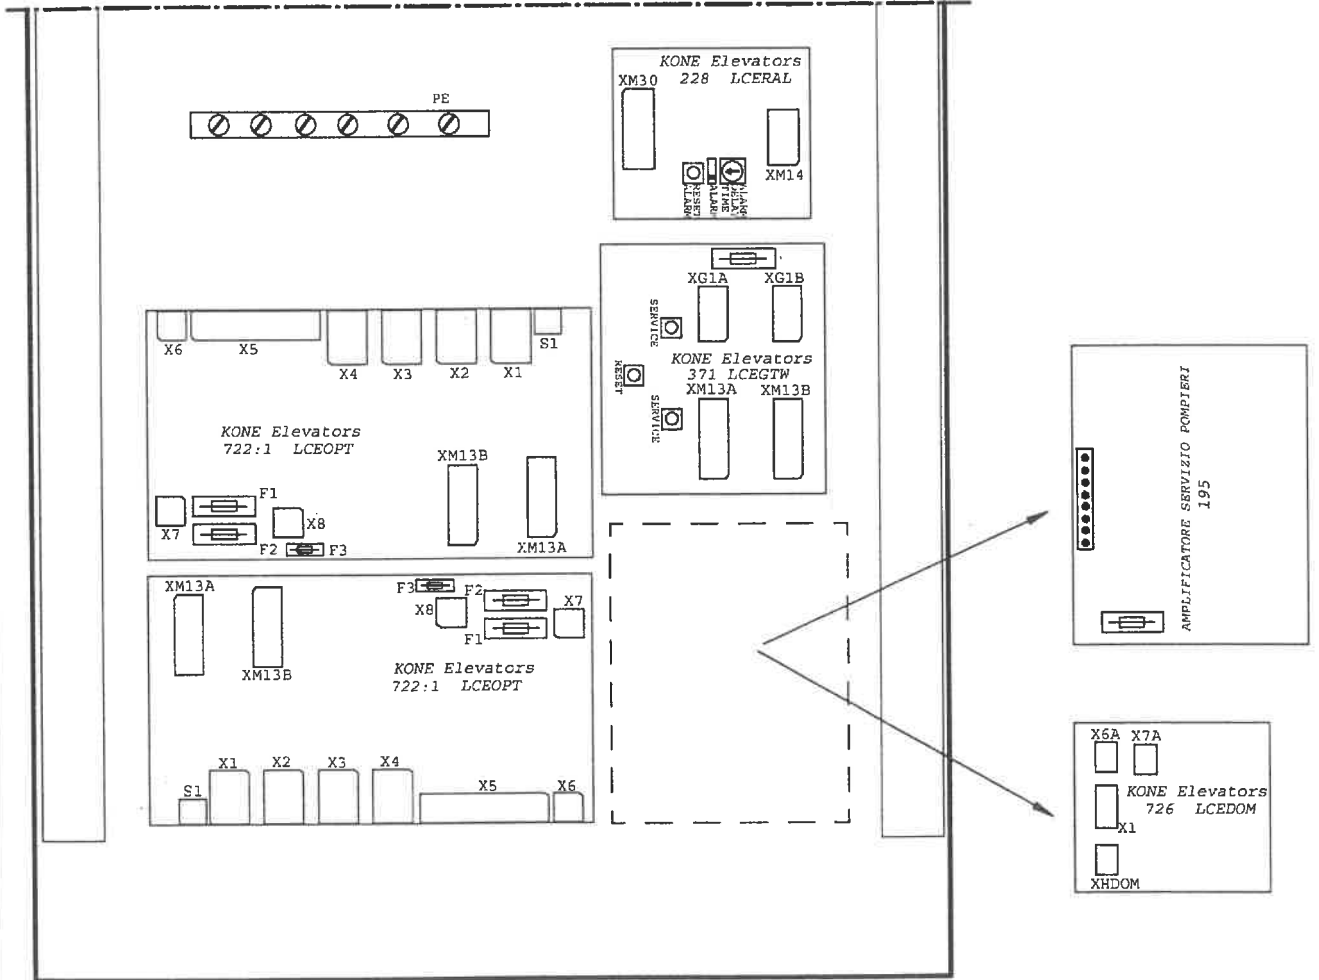 PE
KONE Elevators
228 LCERAL
XM30
XM14
RESET
ALARM
ALARM
ALARM
DELAY
TIME
XG1A XG1B
SERVICE
KONE Elevators
371 LCEGTW
RESET
XM13A XM13B
SERVICE
X6 X5 X4 X3 X2 X1 S1
KONE Elevators
722:1 LCEOPT
XM13B
F1
X7 X8
F2 F3
XM13A
XM13A
F3 F2 X7
X8
F1
XM13B
KONE Elevators
722:1 LCEOPT
S1 X1 X2 X3 X4 X5 X6
AMPLIFICATORE SERVIZIO POMPIERI
195
X6A X7A
KONE Elevators
726 LCEDOM
X1
XHDOM